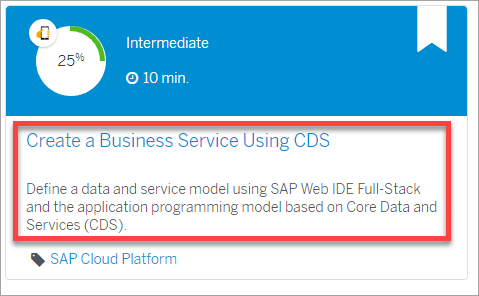 Intermediate
25%
10 min.
Create a Business Service Using CDS
Define a data and service model using SAP Web IDE Full-Stack
and the application programming model based on Core Data and
Services (CDS).
SAP Cloud Platform